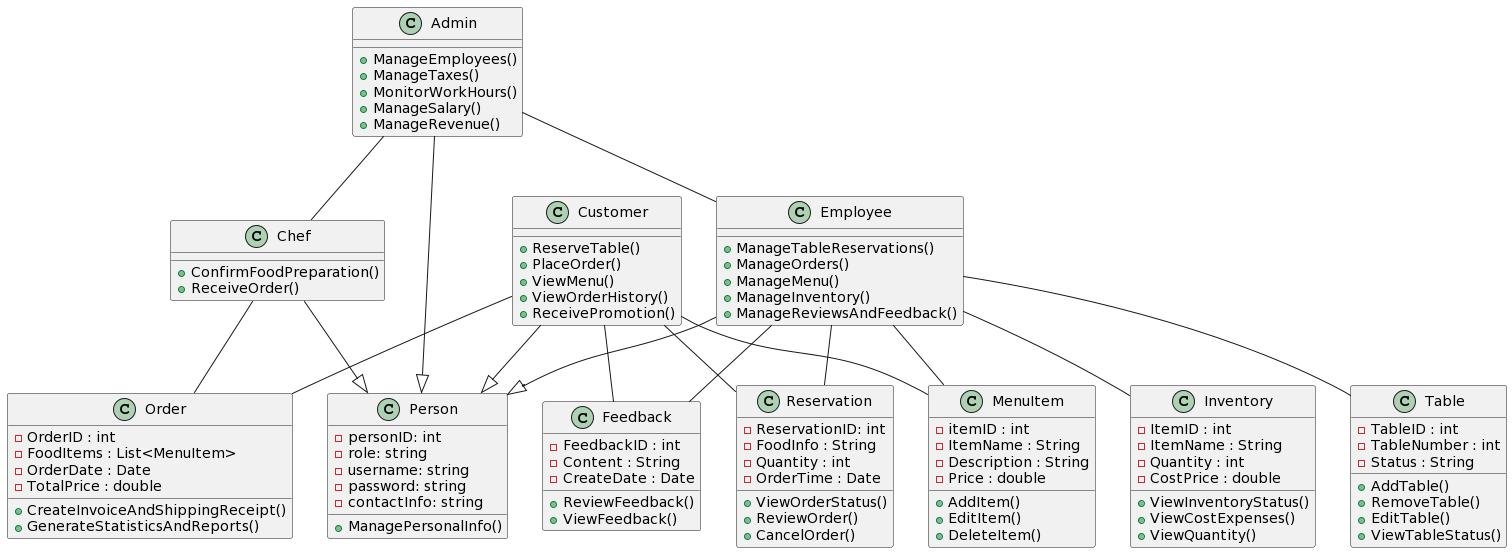 C Admin
ManageEmployees()
ManageTaxes()
MonitorWorkHours()
ManageSalary()
ManageRevenue()
C Chef
ConfirmFoodPreparation()
ReceiveOrder()
C Customer
ReserveTable()
PlaceOrder()
ViewMenu()
ViewOrderHistory()
ReceivePromotion()
C Employee
ManageTableReservations()
ManageOrders()
ManageMenu()
ManageInventory()
ManageReviewsAndFeedback()
C Order
OrderID : int
FoodItems : List<MenuItem>
OrderDate : Date
TotalPrice : double
CreateInvoiceAndShippingReceipt()
GenerateStatisticsAndReports()
C Person
personID: int
role: string
username: string
password: string
contactInfo: string
ManagePersonalInfo()
C Feedback
FeedbackID : int
Content : String
CreateDate : Date
ReviewFeedback()
ViewFeedback()
C Reservation
ReservationID: int
FoodInfo : String
Quantity : int
OrderTime : Date
ViewOrderStatus()
ReviewOrder()
CancelOrder()
C MenuItem
itemID : int
ItemName : String
Description : String
Price : double
AddItem()
EditItem()
DeleteItem()
C Inventory
ItemID : int
ItemName : String
Quantity : int
CostPrice : double
ViewInventoryStatus()
ViewCostExpenses()
ViewQuantity()
C Table
TableID : int
TableNumber : int
Status : String
AddTable()
RemoveTable()
EditTable()
ViewTableStatus()